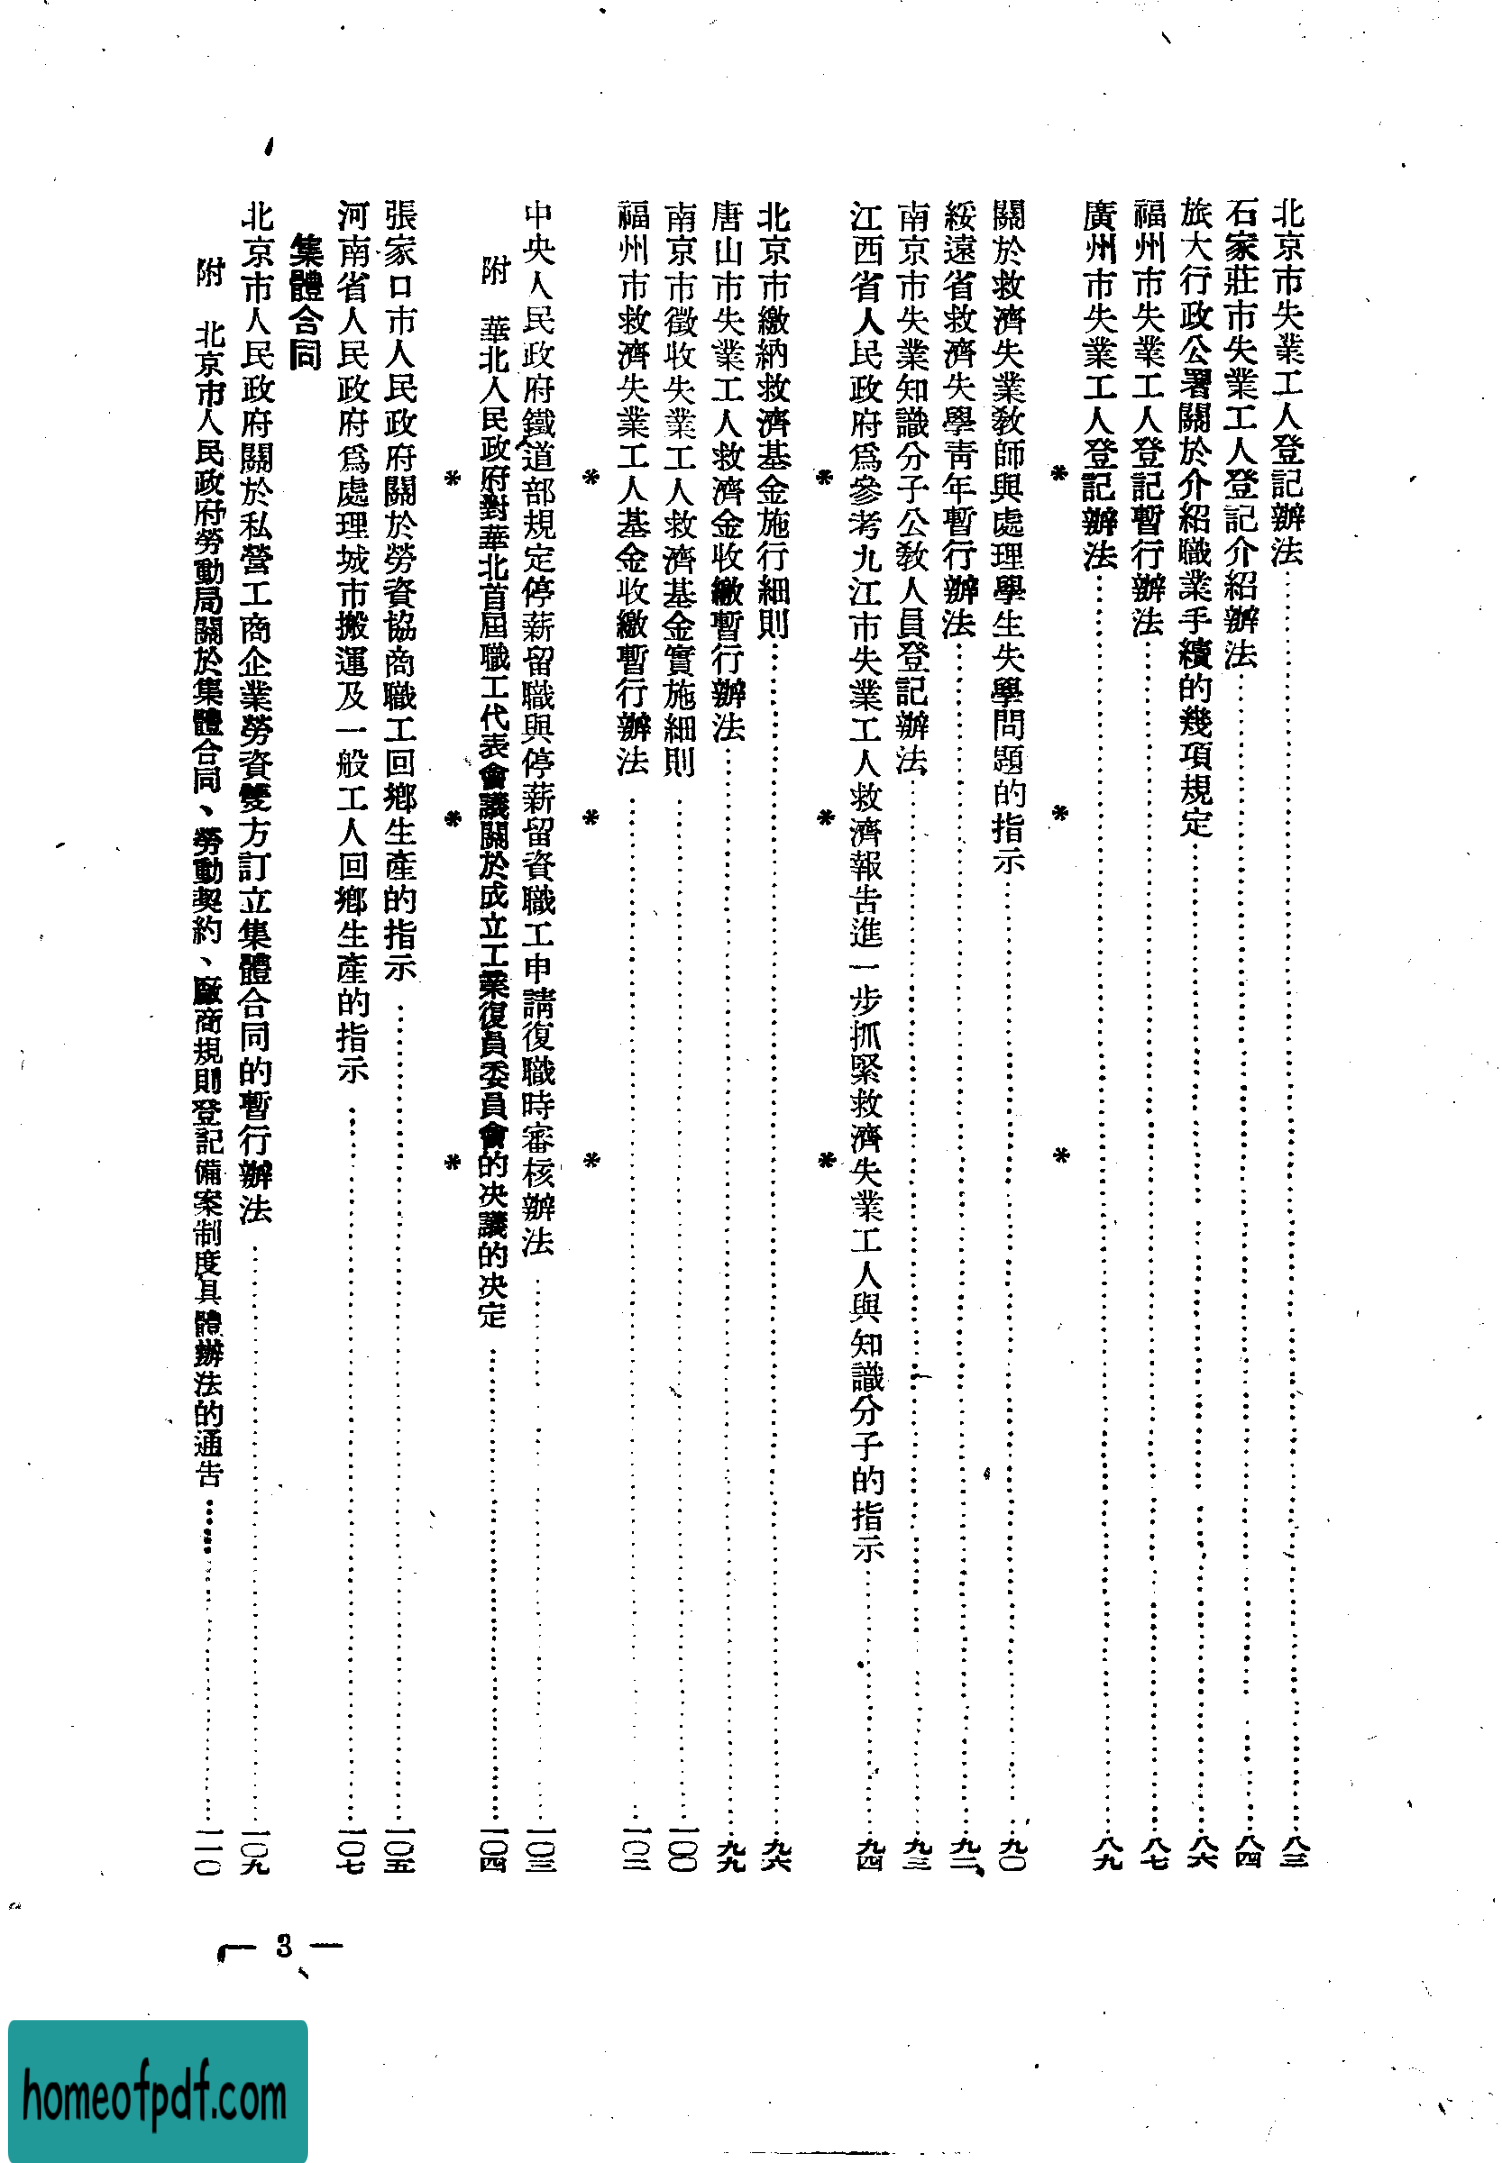 北京市失業工人登記辦法……八三
石家莊市失業工人登記介紹辦法……八四
旅大行政公署關於介紹職業手續的幾項規定……八六
福州市失業工人登記暫行辦法……八七
廣州市失業工人登記辦法……八九
* * *
關於救濟失業教師與處理學生失學問題的指示……九〇
綏遠省救濟失學青年暫行辦法……九二
南京市失業知識分子公教人員登記辦法……九三
江西省人民政府爲參考九江市失業工人救濟報告進一步抓緊救濟失業工人與知識分子的指示……九四
* * *
北京市繳納救濟基金施行細則……九六
唐山市失業工人救濟金收繳暫行辦法……九九
南京市徵收失業工人救濟基金實施細則……一〇〇
福州市救濟失業工人基金收繳暫行辦法……一〇二
* * *
中央人民政府鐵道部規定停薪留職與停薪留資職工申請復職時審核辦法……一〇三
附 華北人民政府對華北首屆職工代表會議關於成立工業復員委員會的决議的决定……一〇四
* * *
張家口市人民政府關於勞資協商職工回鄉生產的指示……一〇五
河南省人民政府爲處理城市搬運及一般工人回鄉生產的指示……一〇七
集體合同
北京市人民政府關於私營工商企業勞資雙方訂立集體合同的暫行辦法……一〇九
附 北京市人民政府勞動局關於集體合同、勞動契約、廠商規則登記備案制度具體辦法的通告……一一〇
— 3 —
homeofpdf.com